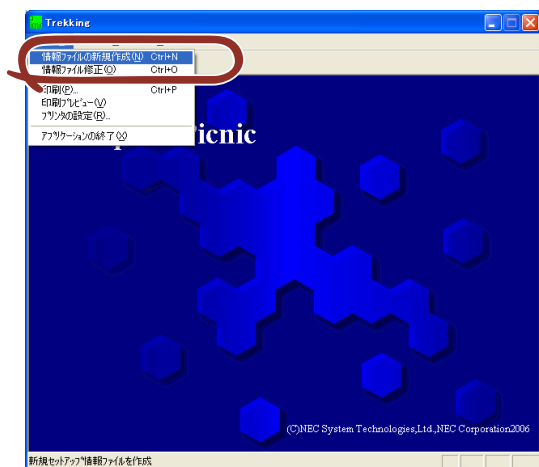 Trekking
情報ファイルの新規作成(N) Ctrl+N
情報ファイル修正(O) Ctrl+O
印刷(P)... Ctrl+P
印刷プレビュー(V)
プリンタの設定(R)...
アプリケーションの終了(X)
icnic
(C)NEC System Technologies,Ltd.,NEC Corporation2006
新規セットアップ情報ファイルを作成